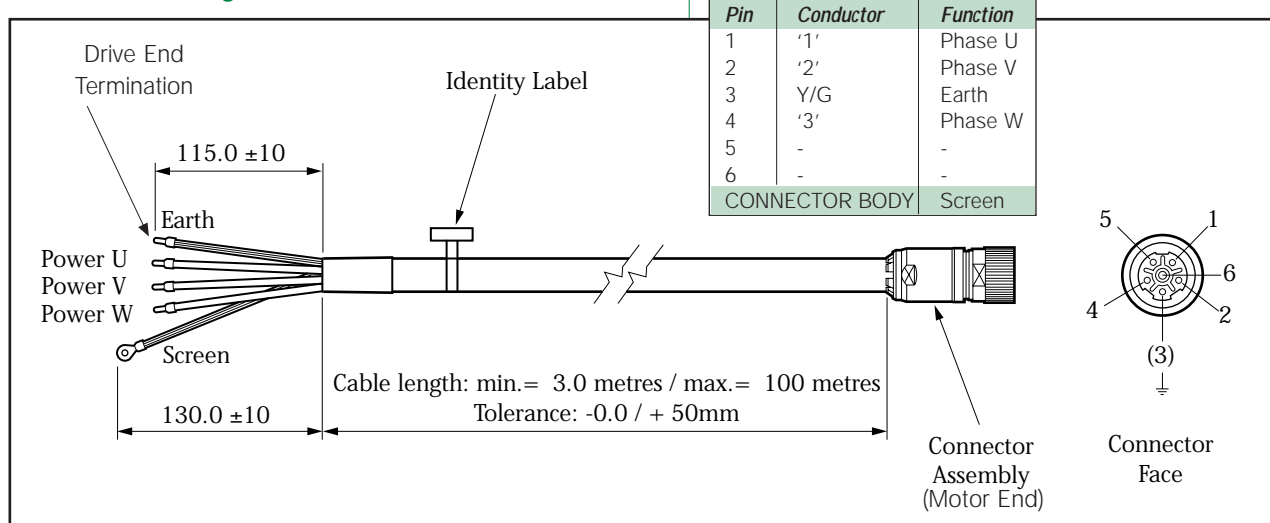 Pin Conductor Function
1 ‘1’ Phase U
2 ‘2’ Phase V
3 Y/G Earth
4 ‘3’ Phase W
5 - -
6 - -
CONNECTOR BODY Screen
Drive End
Termination
Identity Label
115.0 ±10
Earth
Power U
Power V
Power W
Screen
130.0 ±10
Cable length: min.= 3.0 metres / max.= 100 metres
Tolerance: -0.0 / + 50mm
Connector
Assembly
(Motor End)
5
1
6
4
2
(3)
Connector
Face